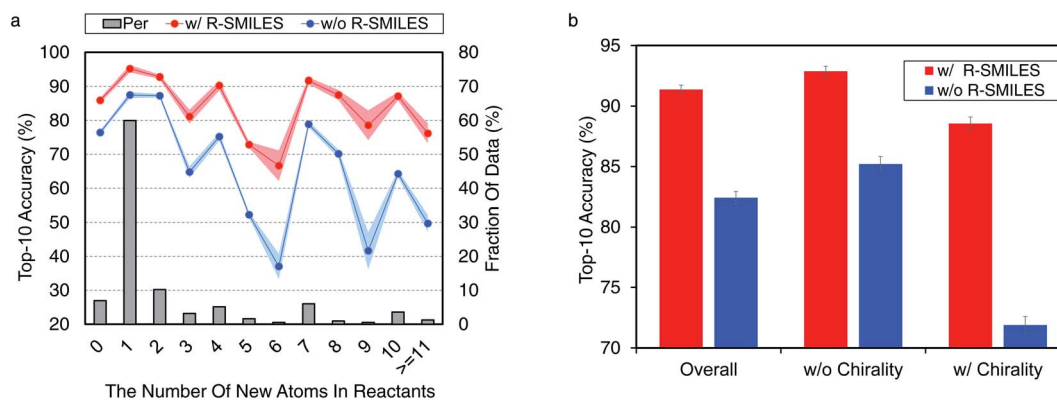 a
Per
w/ R-SMILES
w/o R-SMILES
Top-10 Accuracy (%)
100
90
80
70
60
50
40
30
20
80
70
60
50
40
30
20
10
0
Fraction Of Data (%)
0 1 2 3 4 5 6 7 8 9 10 >=11
The Number Of New Atoms In Reactants
b
Top-10 Accuracy (%)
95
90
85
80
75
70
w/ R-SMILES
w/o R-SMILES
Overall w/o Chirality w/ Chirality